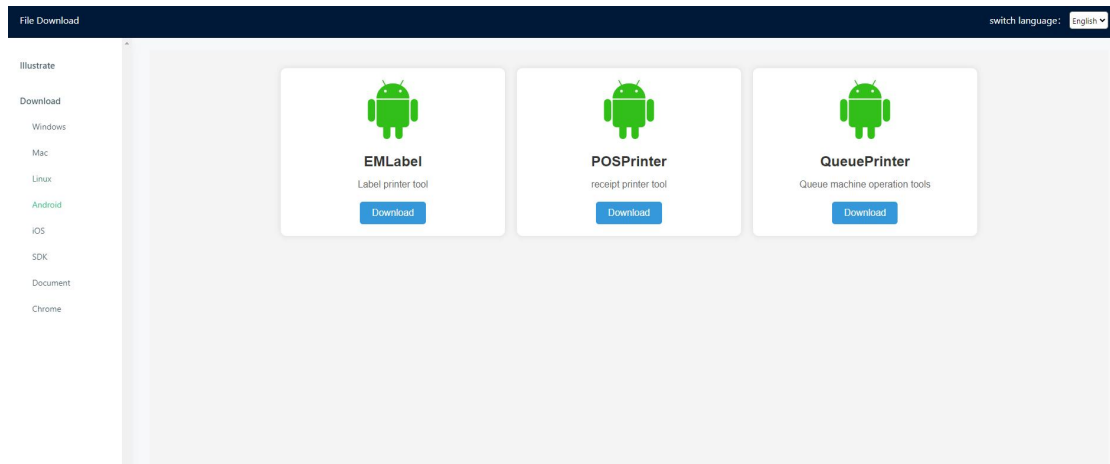 File Download
switch language:
English
Illustrate
Download
Windows
Mac
Linux
Android
iOS
SDK
Document
Chrome
EMLabel
Label printer tool
Download
POSPrinter
receipt printer tool
Download
QueuePrinter
Queue machine operation tools
Download